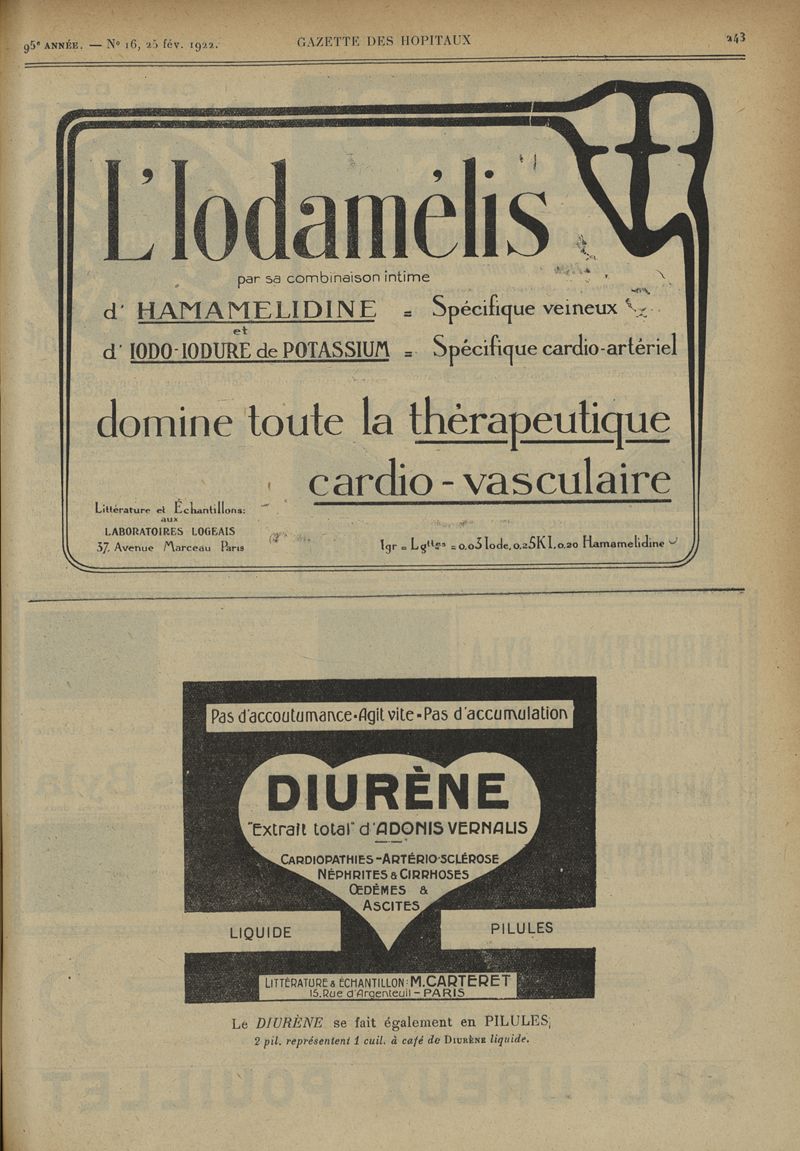 95e ANNÉE. — No 16, 25 fév. 1922.
GAZETTE DES HOPITAUX
243
L'Iodamélis
par sa combinaison intime
d' HAMAMELIDINE = Spécifique veineux
et
d' IODO-IODURE de POTASSIUM = Spécifique cardio-artériel
domine toute la thérapeutique
cardio-vasculaire
Littérature et Échantillons:
aux
LABORATOIRES LOGEAIS
37, Avenue Marceau Paris
1gr = Lgttes = 0.03 Iode, 0.25 KI, 0.20 Hamamelidine
Pas d'accoutumance-Agit vite-Pas d'accumulation
DIURÈNE
"Extrait total" d'ADONIS VERNALIS
CARDIOPATHIES-ARTÉRIO-SCLÉROSE
NÉPHRITES & CIRRHOSES
ŒDÈMES &
ASCITES
LIQUIDE
PILULES
LITTÉRATURE & ÉCHANTILLON: M. CARTERET
15, Rue d'Argenteuil - PARIS
Le DIURÈNE se fait également en PILULES;
2 pil. représentent 1 cuil. à café de DIURÈNE liquide.